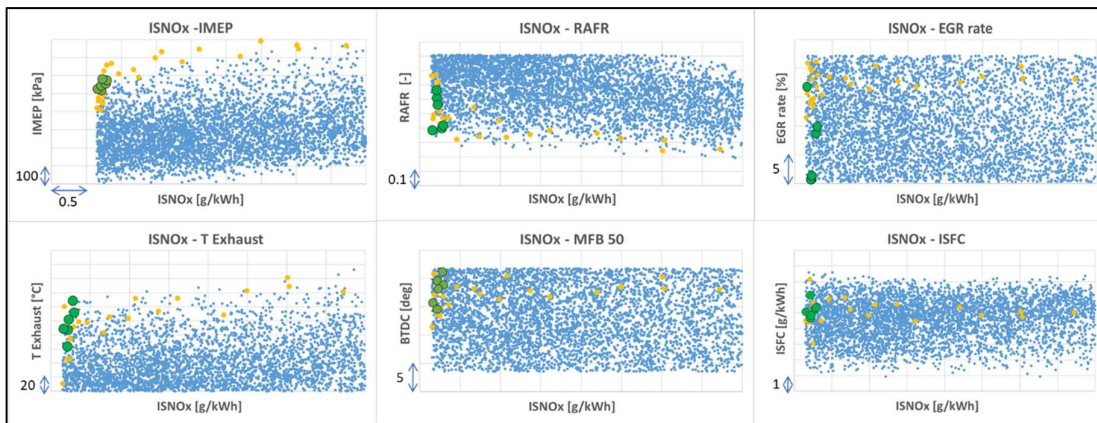 ISNOx -IMEP
IMEP [kPa]
100
0.5
ISNOx [g/kWh]
ISNOx - RAFR
RAFR [-]
0.1
ISNOx [g/kWh]
ISNOx - EGR rate
EGR rate [%]
5
ISNOx [g/kWh]
ISNOx - T Exhaust
T Exhaust [°C]
20
ISNOx [g/kWh]
ISNOx - MFB 50
BTDC [deg]
5
ISNOx [g/kWh]
ISNOx - ISFC
ISFC [g/kWh]
1
ISNOx [g/kWh]